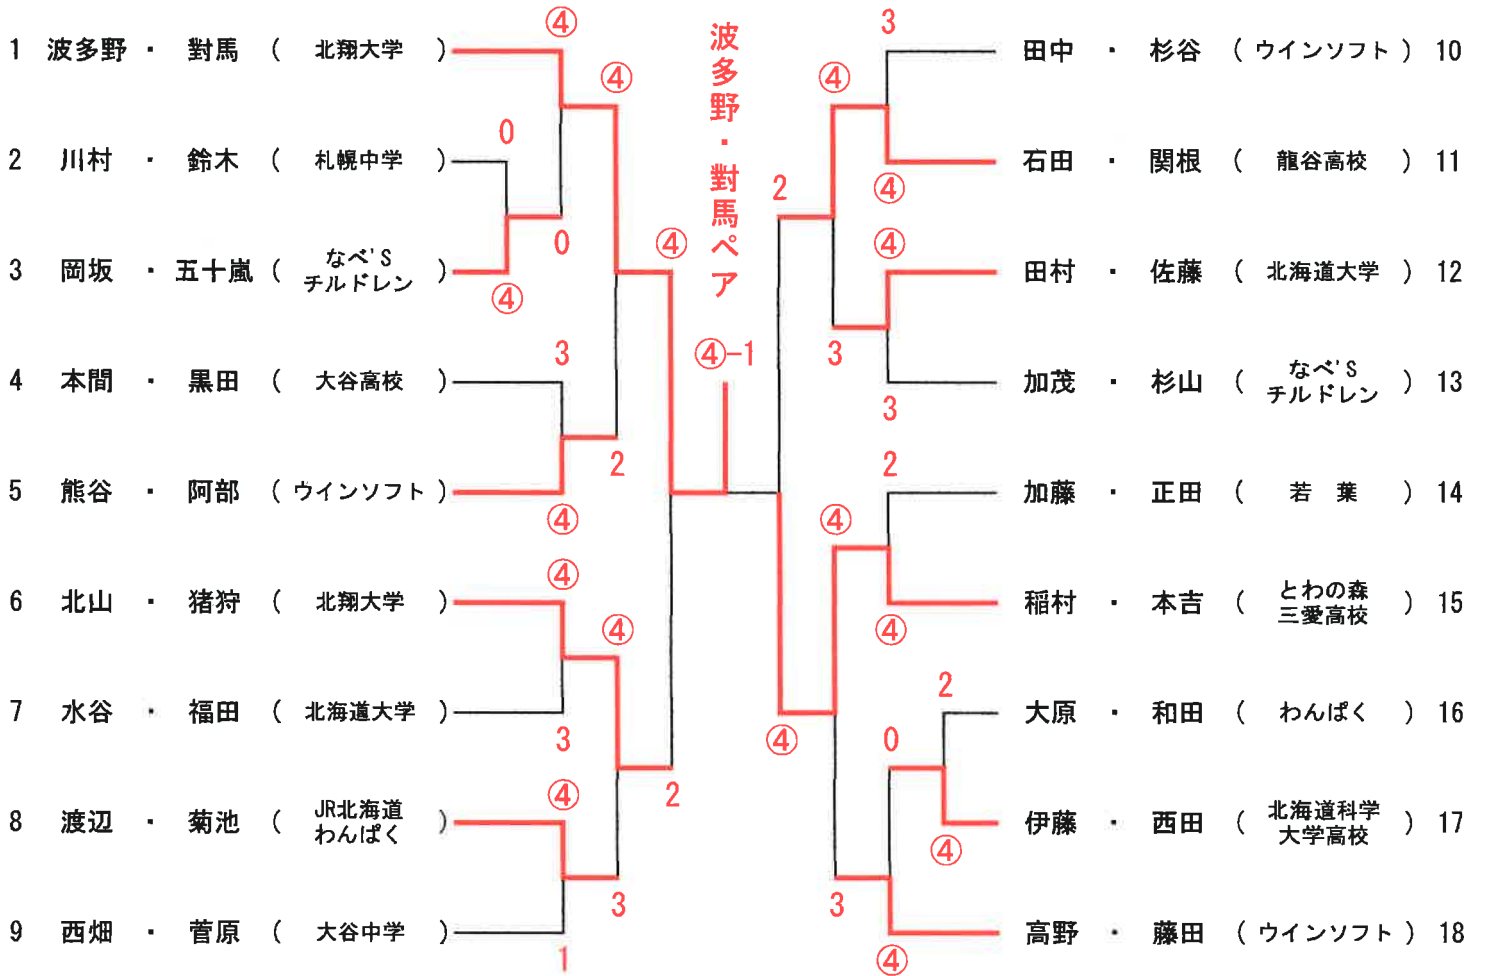 波多野・對馬ペア
④-1
1 波多野 ・ 對馬 ( 北翔大学 )
2 川村 ・ 鈴木 ( 札幌中学 )
3 岡坂 ・ 五十嵐 ( なべ'S チルドレン )
4 本間 ・ 黒田 ( 大谷高校 )
5 熊谷 ・ 阿部 ( ウインソフト )
6 北山 ・ 猪狩 ( 北翔大学 )
7 水谷 ・ 福田 ( 北海道大学 )
8 渡辺 ・ 菊池 ( JR北海道 わんぱく )
9 西畑 ・ 菅原 ( 大谷中学 )
④
④
0
0
④
④
3
2
④
④
④
3
2
④
3
1
田中 ・ 杉谷 ( ウインソフト ) 10
石田 ・ 関根 ( 龍谷高校 ) 11
田村 ・ 佐藤 ( 北海道大学 ) 12
加茂 ・ 杉山 ( なべ'S チルドレン ) 13
加藤 ・ 正田 ( 若 葉 ) 14
稲村 ・ 本吉 ( とわの森 三愛高校 ) 15
大原 ・ 和田 ( わんぱく ) 16
伊藤 ・ 西田 ( 北海道科学 大学高校 ) 17
高野 ・ 藤田 ( ウインソフト ) 18
3
④
2
④
④
3
3
2
④
④
2
④
0
④
3
④